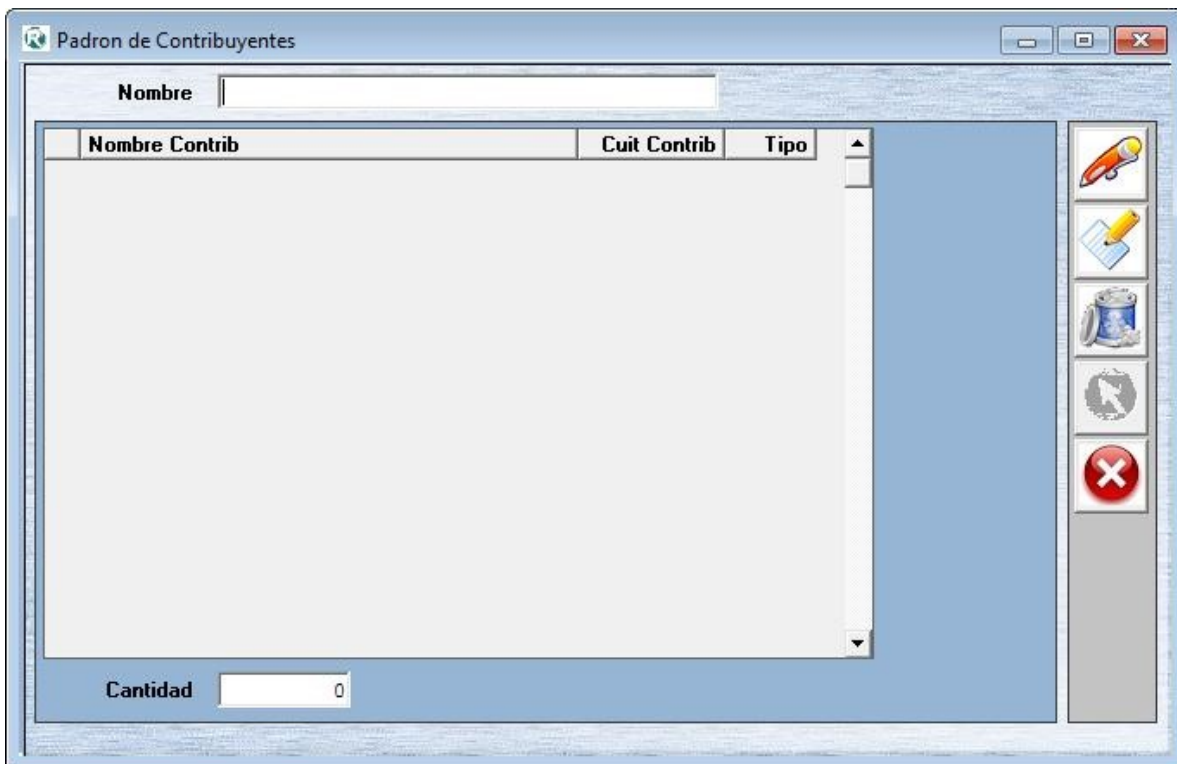 Padron de Contribuyentes
Nombre
Nombre Contrib Cuit Contrib Tipo
Cantidad 0